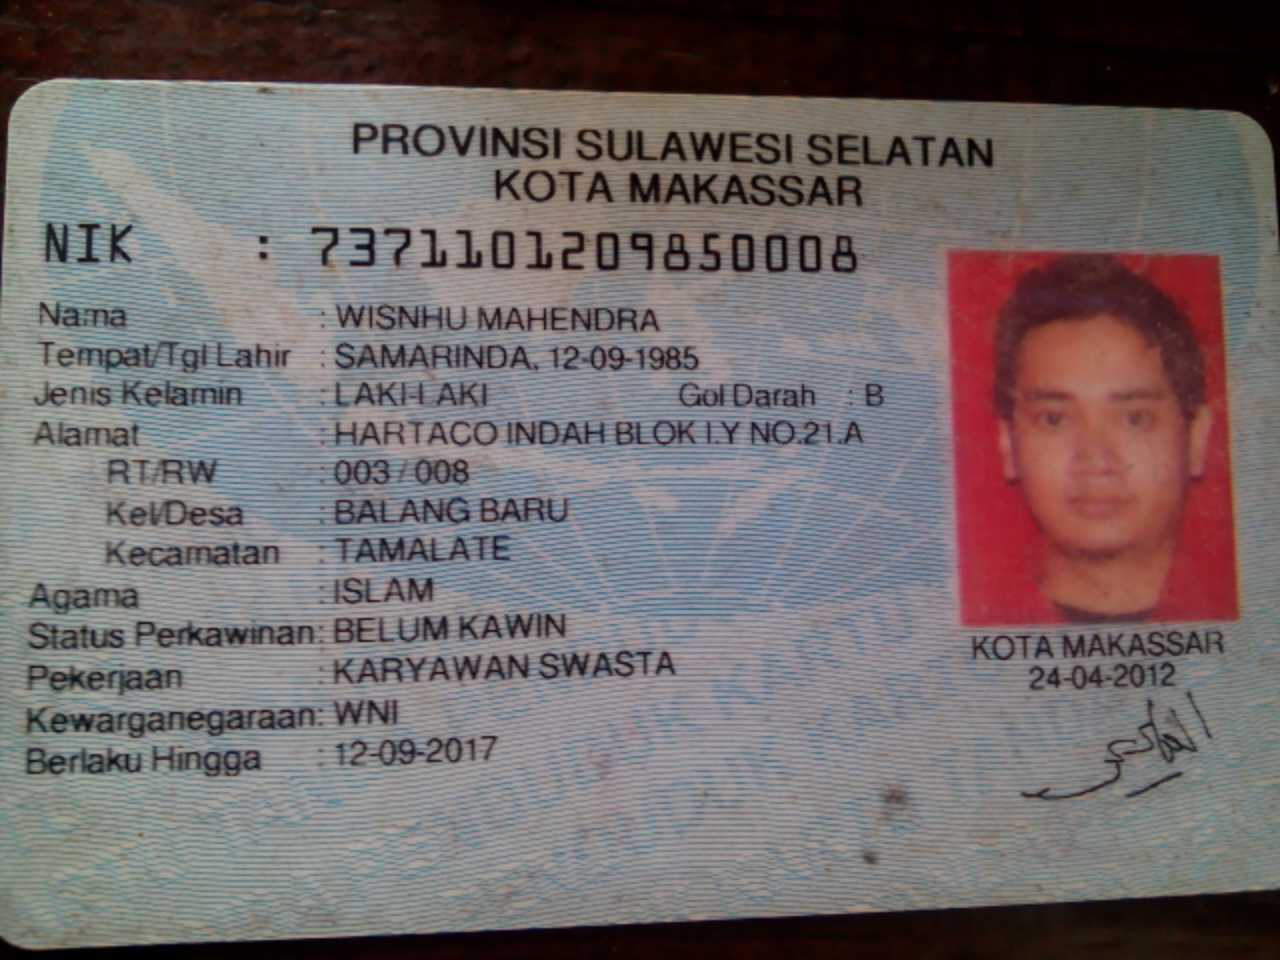 PROVINSI SULAWESI SELATAN
KOTA MAKASSAR
NIK : 7371101209850008
Nama : WISNHU MAHENDRA
Tempat/Tgl Lahir : SAMARINDA, 12-09-1985
Jenis Kelamin : LAKI-LAKI Gol Darah : B
Alamat : HARTACO INDAH BLOK I.Y NO.21.A
RT/RW : 003 / 008
Kel/Desa : BALANG BARU
Kecamatan : TAMALATE
Agama : ISLAM
Status Perkawinan: BELUM KAWIN
Pekerjaan : KARYAWAN SWASTA
Kewarganegaraan: WNI
Berlaku Hingga : 12-09-2017
KOTA MAKASSAR
24-04-2012